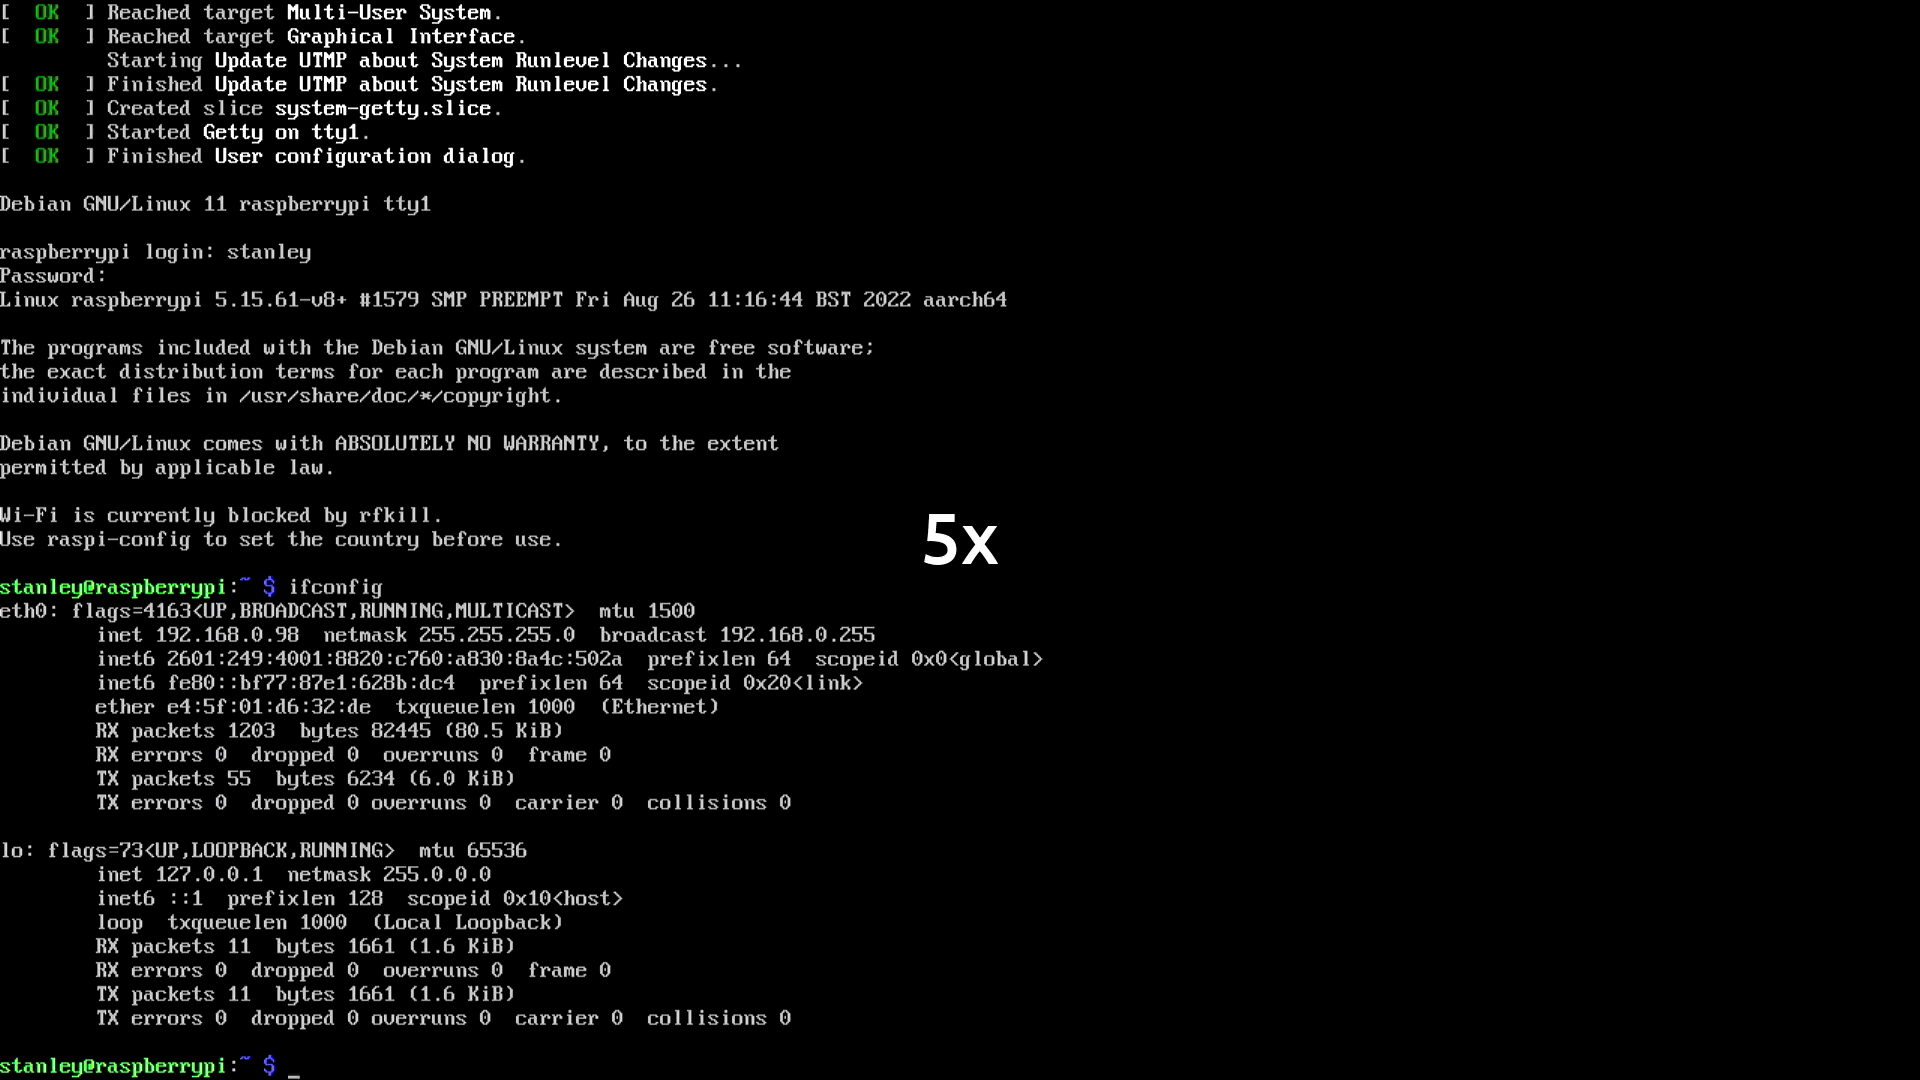 [  OK  ] Reached target Multi-User System.
[  OK  ] Reached target Graphical Interface.
         Starting Update UTMP about System Runlevel Changes...
[  OK  ] Finished Update UTMP about System Runlevel Changes.
[  OK  ] Created slice system-getty.slice.
[  OK  ] Started Getty on tty1.
[  OK  ] Finished User configuration dialog.
Debian GNU/Linux 11 raspberrypi tty1
raspberrypi login: stanley
Password:
Linux raspberrypi 5.15.61-v8+ #1579 SMP PREEMPT Fri Aug 26 11:16:44 BST 2022 aarch64
The programs included with the Debian GNU/Linux system are free software;
the exact distribution terms for each program are described in the
individual files in /usr/share/doc/*/copyright.
Debian GNU/Linux comes with ABSOLUTELY NO WARRANTY, to the extent
permitted by applicable law.
Wi-Fi is currently blocked by rfkill.
Use raspi-config to set the country before use.
5x
stanley@raspberrypi:~ $ ifconfig
eth0: flags=4163<UP,BROADCAST,RUNNING,MULTICAST>  mtu 1500
        inet 192.168.0.98  netmask 255.255.255.0  broadcast 192.168.0.255
        inet6 2601:249:4001:8820:c760:a830:8a4c:502a  prefixlen 64  scopeid 0x0<global>
        inet6 fe80::bf77:87e1:628b:dc4  prefixlen 64  scopeid 0x20<link>
        ether e4:5f:01:d6:32:de  txqueuelen 1000  (Ethernet)
        RX packets 1203  bytes 82445 (80.5 KiB)
        RX errors 0  dropped 0  overruns 0  frame 0
        TX packets 55  bytes 6234 (6.0 KiB)
        TX errors 0  dropped 0 overruns 0  carrier 0  collisions 0
lo: flags=73<UP,LOOPBACK,RUNNING>  mtu 65536
        inet 127.0.0.1  netmask 255.0.0.0
        inet6 ::1  prefixlen 128  scopeid 0x10<host>
        loop  txqueuelen 1000  (Local Loopback)
        RX packets 11  bytes 1661 (1.6 KiB)
        RX errors 0  dropped 0  overruns 0  frame 0
        TX packets 11  bytes 1661 (1.6 KiB)
        TX errors 0  dropped 0 overruns 0  carrier 0  collisions 0
stanley@raspberrypi:~ $ _